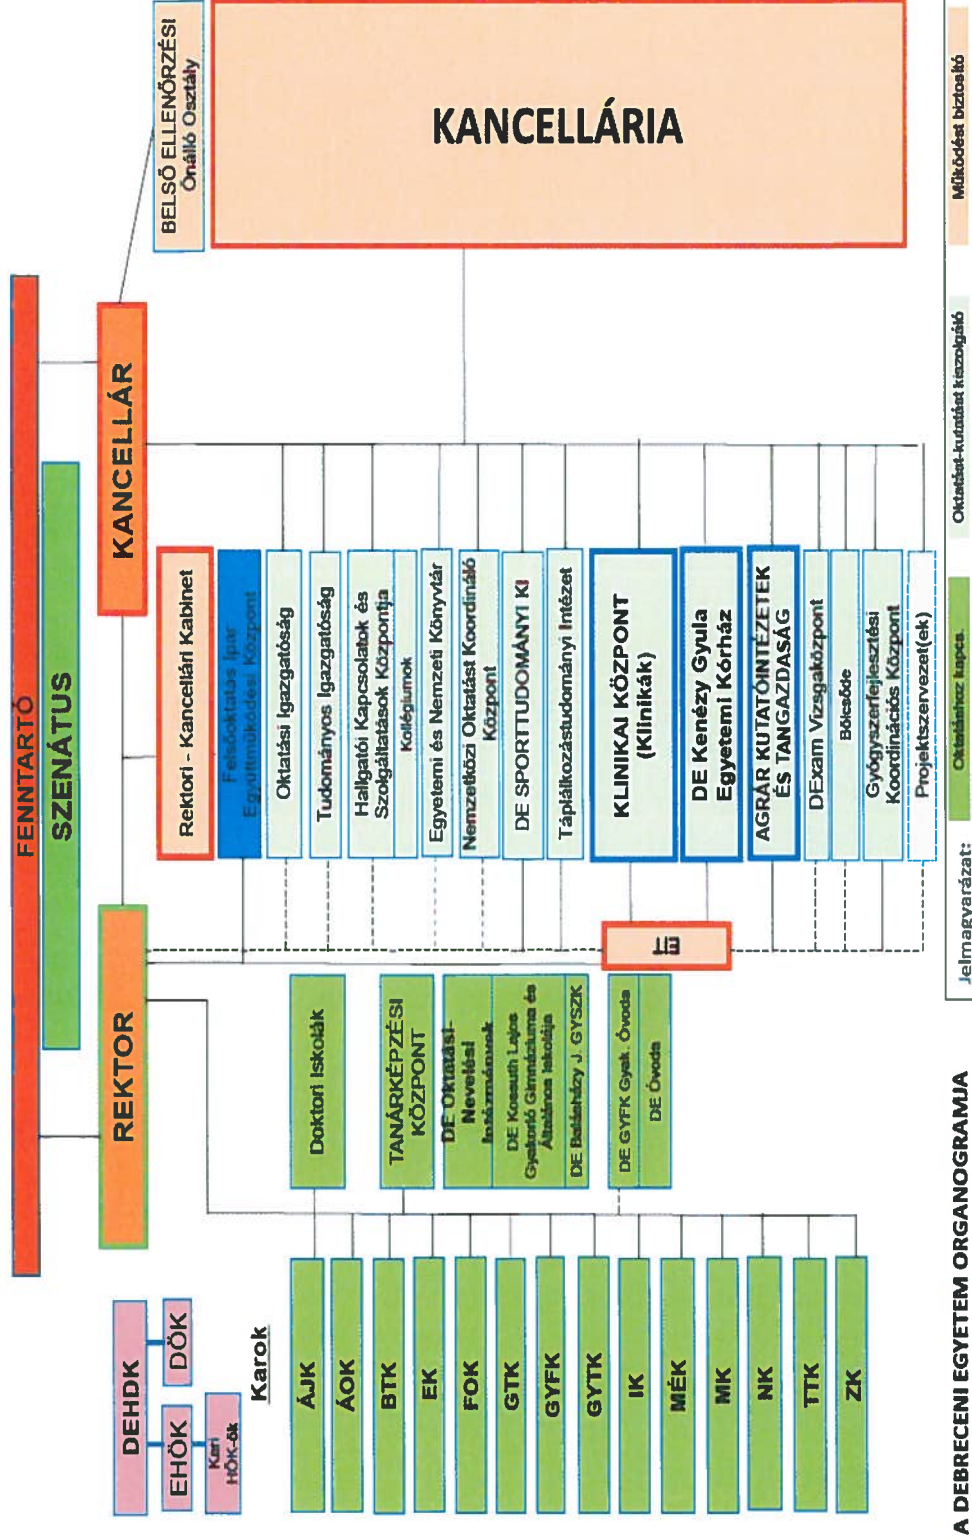 FENNTARTÓ
SZENÁTUS
REKTOR
KANCELLÁR
BELSŐ ELLENŐRZÉSI
Önálló Osztály
KANCELLÁRIA
DEHDK
EHÖK
DÖK
Kari
HÖK-ök
Karok
ÁJK
ÁOK
BTK
EK
FOK
GTK
GYFK
GYTK
IK
MÉK
MK
NK
TTK
ZK
Doktori Iskolák
TANÁRKÉPZÉSI
KÖZPONT
DE Oktatási-
Nevelési
Intézmények
DE Kossuth Lajos
Gyakorló Gimnáziuma és
Általános Iskolája
DE Balásházy J. GYSZK
DE GYFK Gyak. Óvoda
DE Óvoda
Rektori - Kancellári Kabinet
Felsőoktatás Ipar
Együttműködési Központ
Oktatási Igazgatóság
Tudományos Igazgatóság
Hallgatói Kapcsolatok és
Szolgáltatások Központja
Kollégiumok
Egyetemi és Nemzeti Könyvtár
Nemzetközi Oktatást Koordináló
Központ
DE SPORTTUDOMÁNYI KI
Táplálkozástudományi Intézet
KLINIKAI KÖZPONT
(Klinikák)
DE Kenézy Gyula
Egyetemi Kórház
AGRÁR KUTATÓINTÉZETEK
ÉS TANGAZDASÁG
DExam Vizsgaközpont
Bölcsőde
Gyógyszerfejlesztési
Koordinációs Központ
Projektszervezet(ek)
A DEBRECENI EGYETEM ORGANOGRAMJA
Jelmagyarázat:
Oktatáshoz kapcs.
Oktatást-kutatást kiszolgáló
Működést biztosító